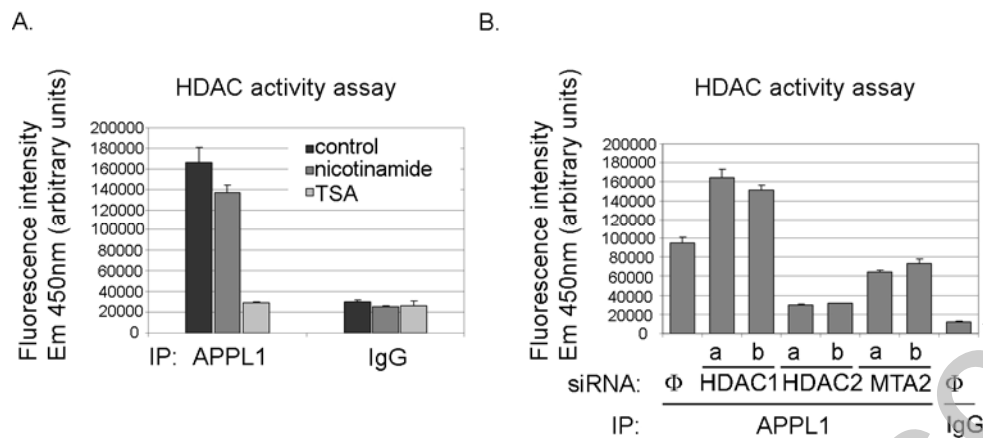 A.
HDAC activity assay
Fluorescence intensity
Em 450nm (arbitrary units)
200000
180000
160000
140000
120000
100000
80000
60000
40000
20000
0
control
nicotinamide
TSA
IP: APPL1 IgG
B.
HDAC activity assay
Fluorescence intensity
Em 450nm (arbitrary units)
200000
180000
160000
140000
120000
100000
80000
60000
40000
20000
0
a b a b a b
siRNA: Φ HDAC1 HDAC2 MTA2 Φ
IP: APPL1 IgG